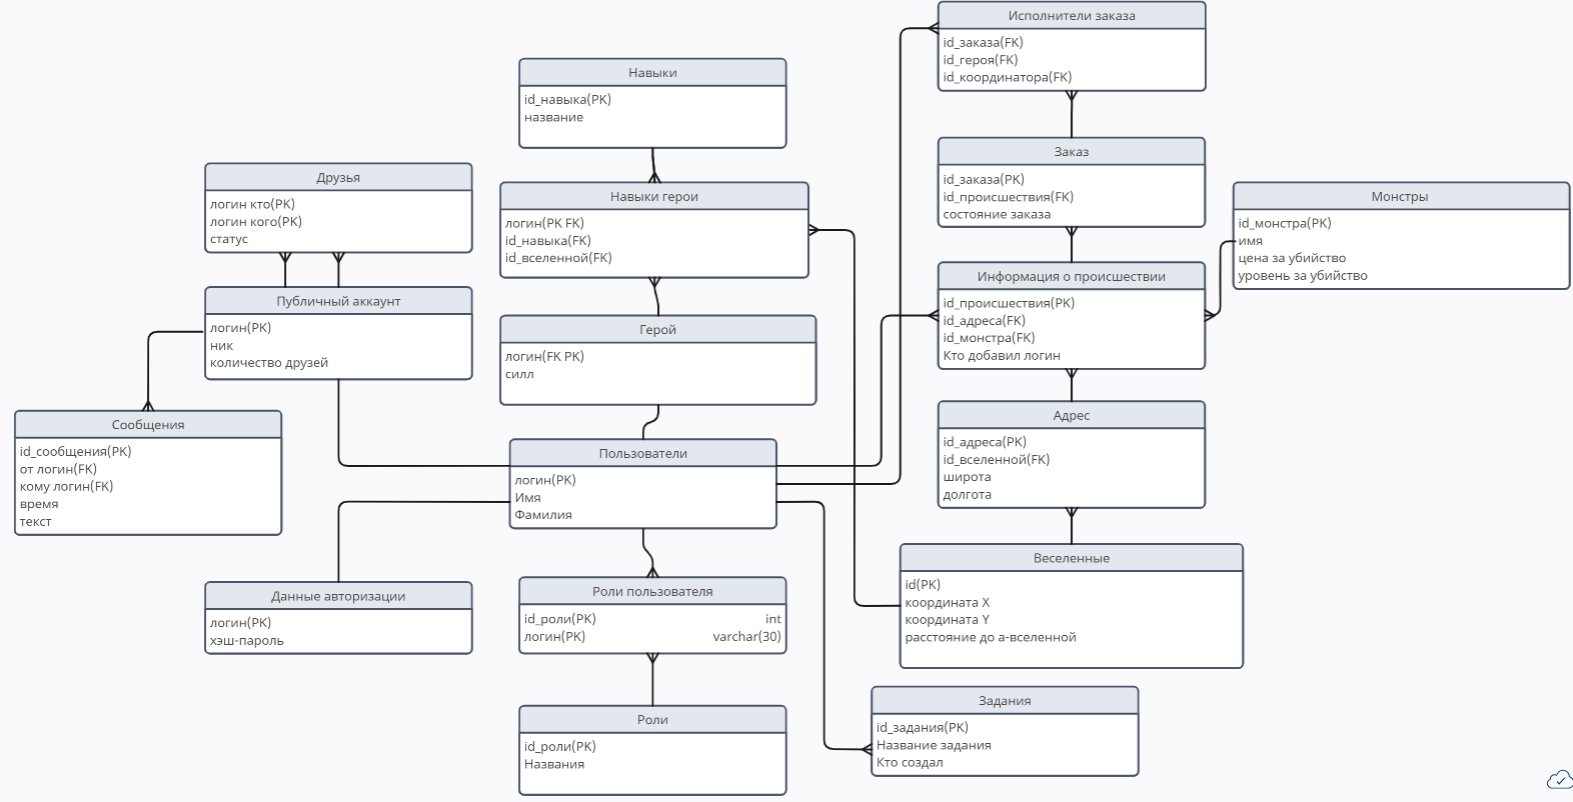 Исполнители заказа
id_заказа(FK)
id_героя(FK)
id_координатора(FK)
Навыки
id_навыка(PK)
название
Заказ
id_заказа(PK)
id_происшествия(FK)
состояние заказа
Друзья
логин кто(PK)
логин кого(PK)
статус
Навыки герои
логин(PK FK)
id_навыка(FK)
id_вселенной(FK)
Монстры
id_монстра(PK)
имя
цена за убийство
уровень за убийство
Информация о происшествии
id_происшествия(PK)
id_адреса(FK)
id_монстра(FK)
Кто добавил логин
Публичный аккаунт
логин(PK)
ник
количество друзей
Герой
логин(FK PK)
силл
Сообщения
id_сообщения(PK)
от логин(FK)
кому логин(FK)
время
текст
Пользователи
логин(PK)
Имя
Фамилия
Адрес
id_адреса(PK)
id_вселенной(FK)
широта
долгота
Веселенные
id(PK)
координата X
координата Y
расстояние до а-вселенной
Данные авторизации
логин(PK)
хэш-пароль
Роли пользователя
id_роли(PK) int
логин(PK) varchar(30)
Роли
id_роли(PK)
Названия
Задания
id_задания(PK)
Название задания
Кто создал